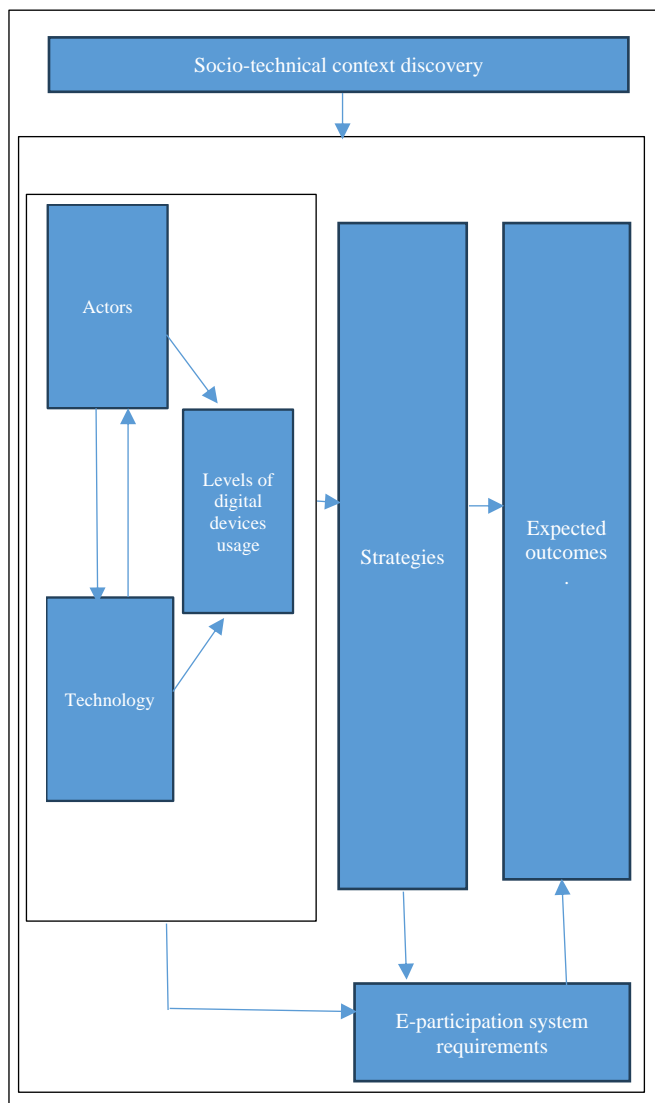 Socio-technical context discovery
Actors
Levels of
digital
devices
usage
Technology
Strategies
Expected
outcomes
.
E-participation system
requirements